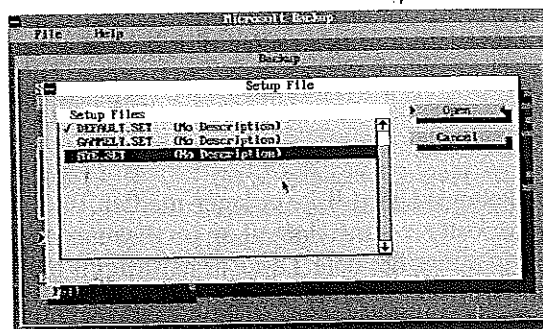 Microsoft Backup
File Help
Backup
Setup File
Setup Files
√ DEFAULT.SET (No Description)
(No Description)
(No Description)
Open
Cancel